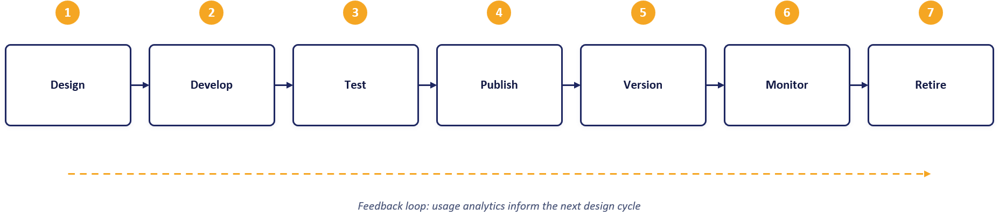 1 2 3 4 5 6 7
Design Develop Test Publish Version Monitor Retire
Feedback loop: usage analytics inform the next design cycle